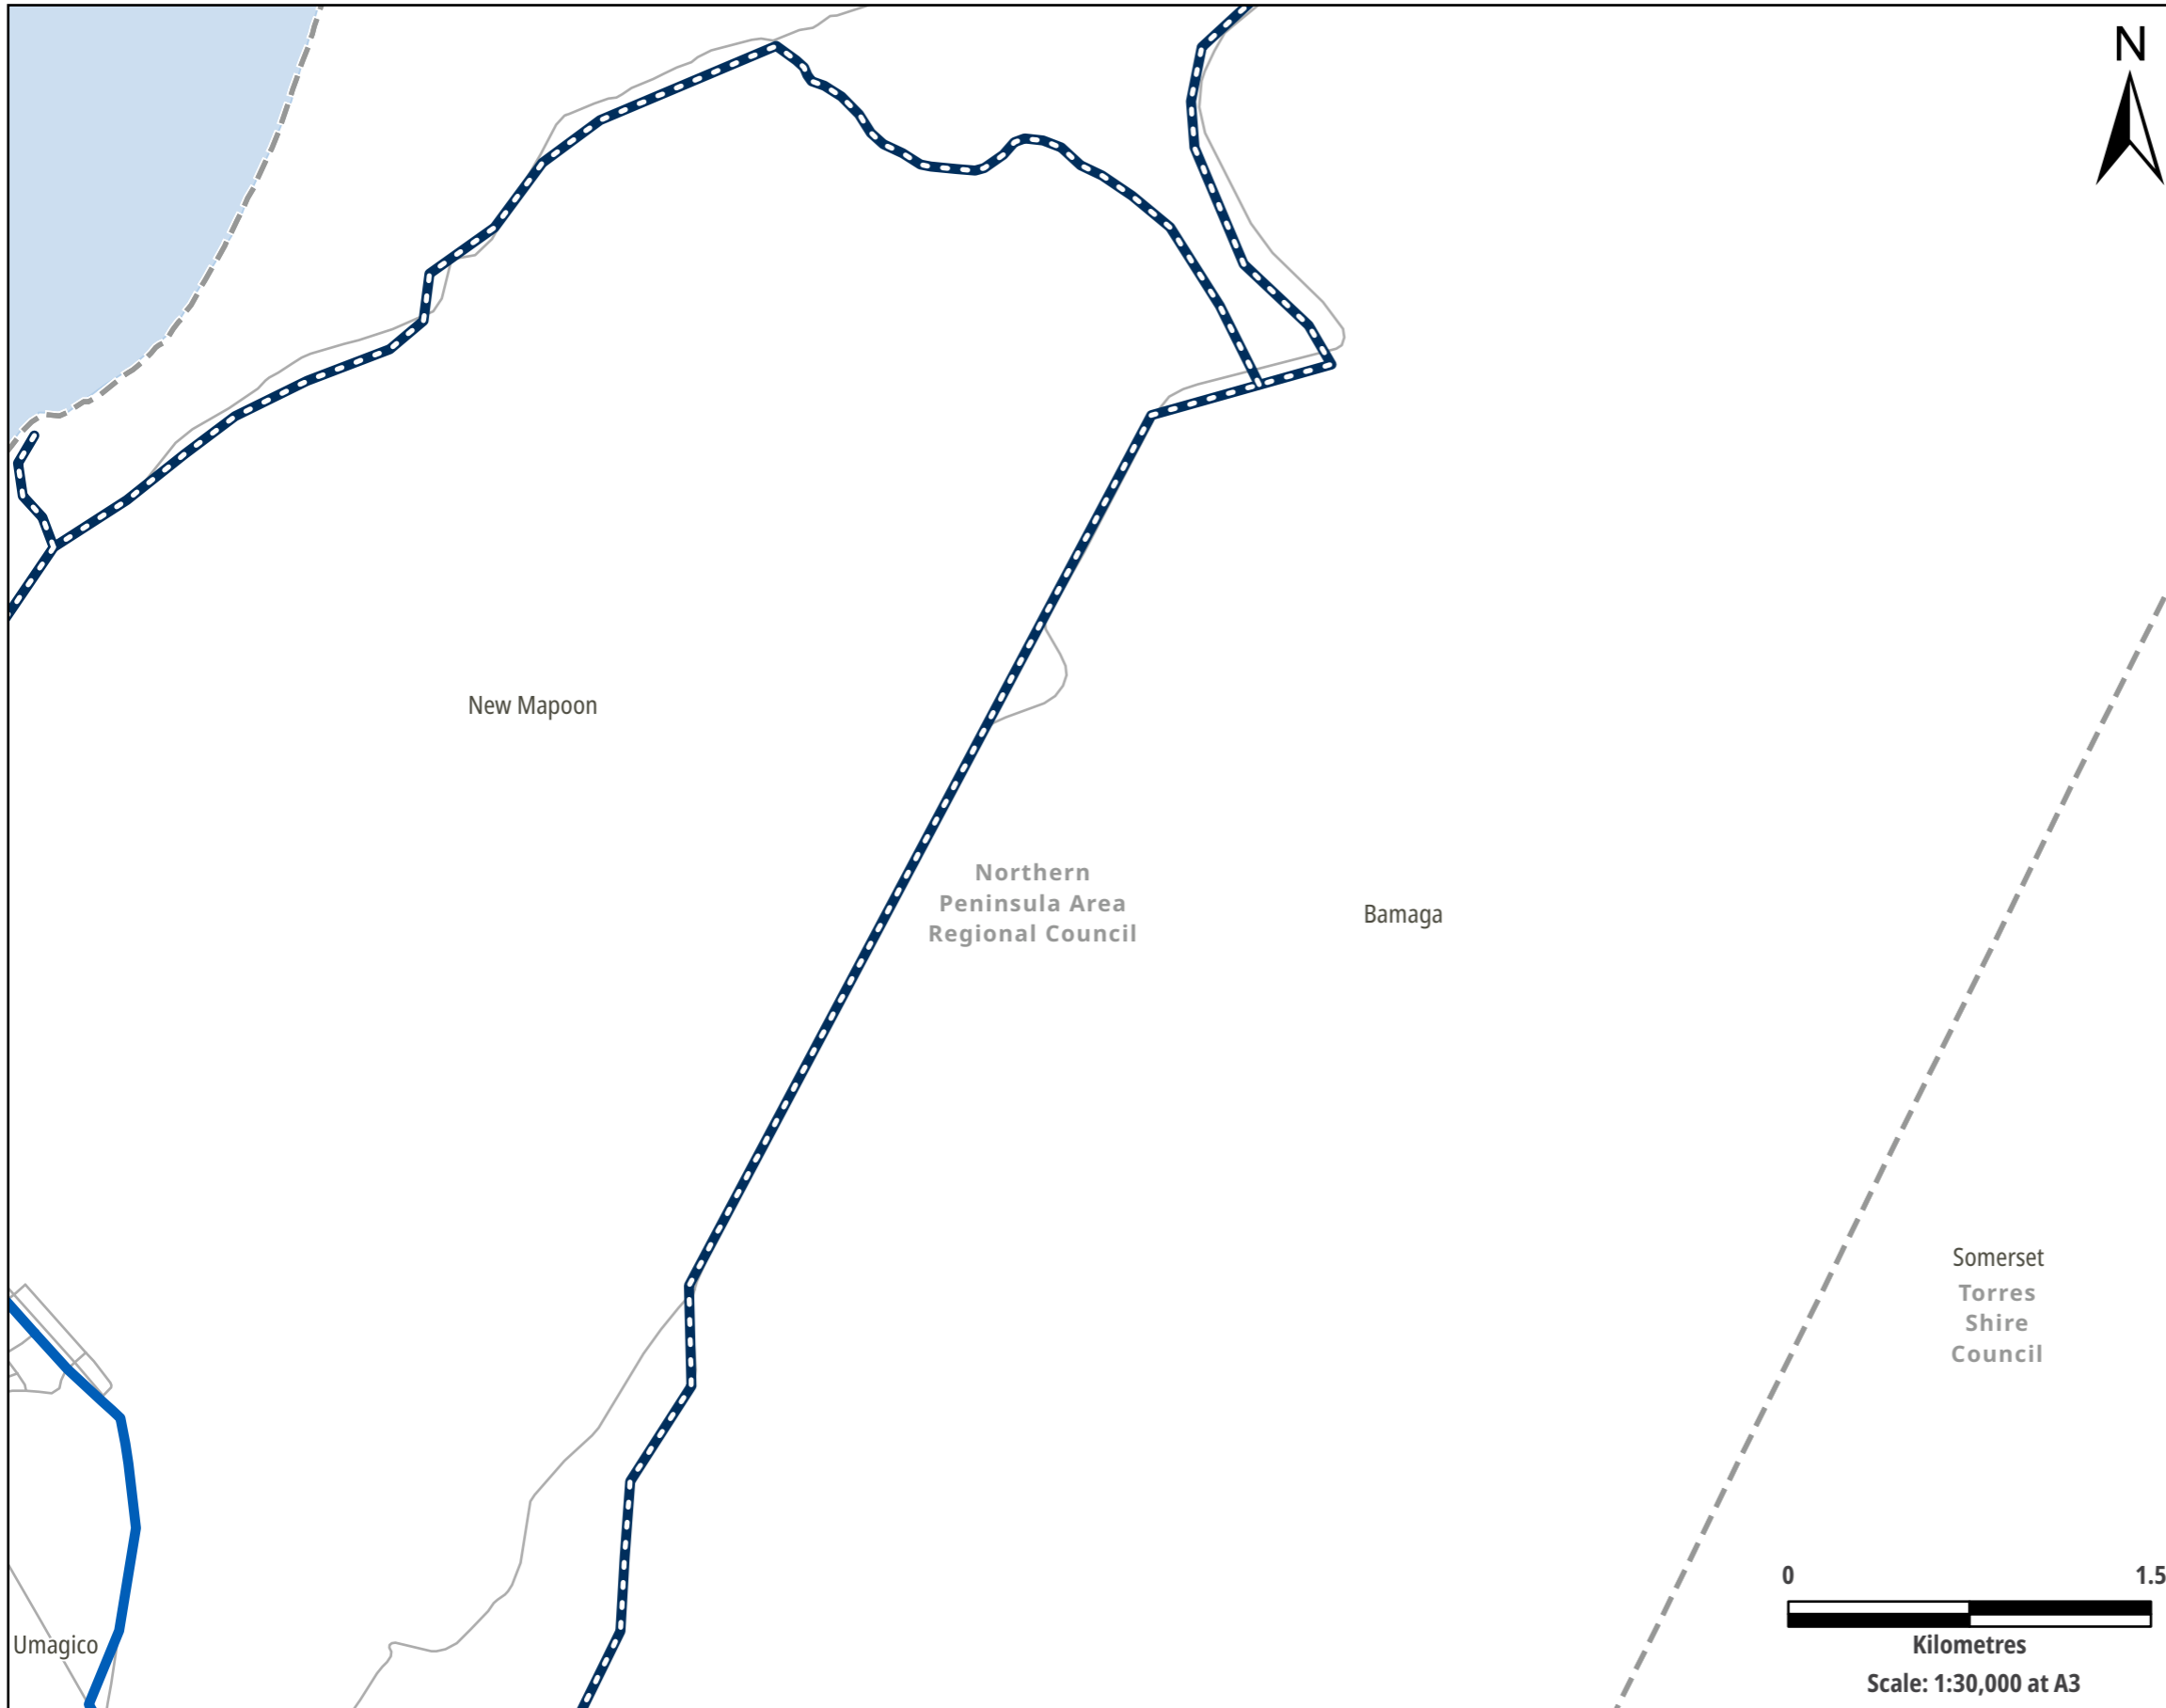 N
New Mapoon
Northern
Peninsula Area
Regional Council
Bamaga
Somerset
Torres
Shire
Council
0 1.5
Kilometres
Scale: 1:30,000 at A3
Umagico